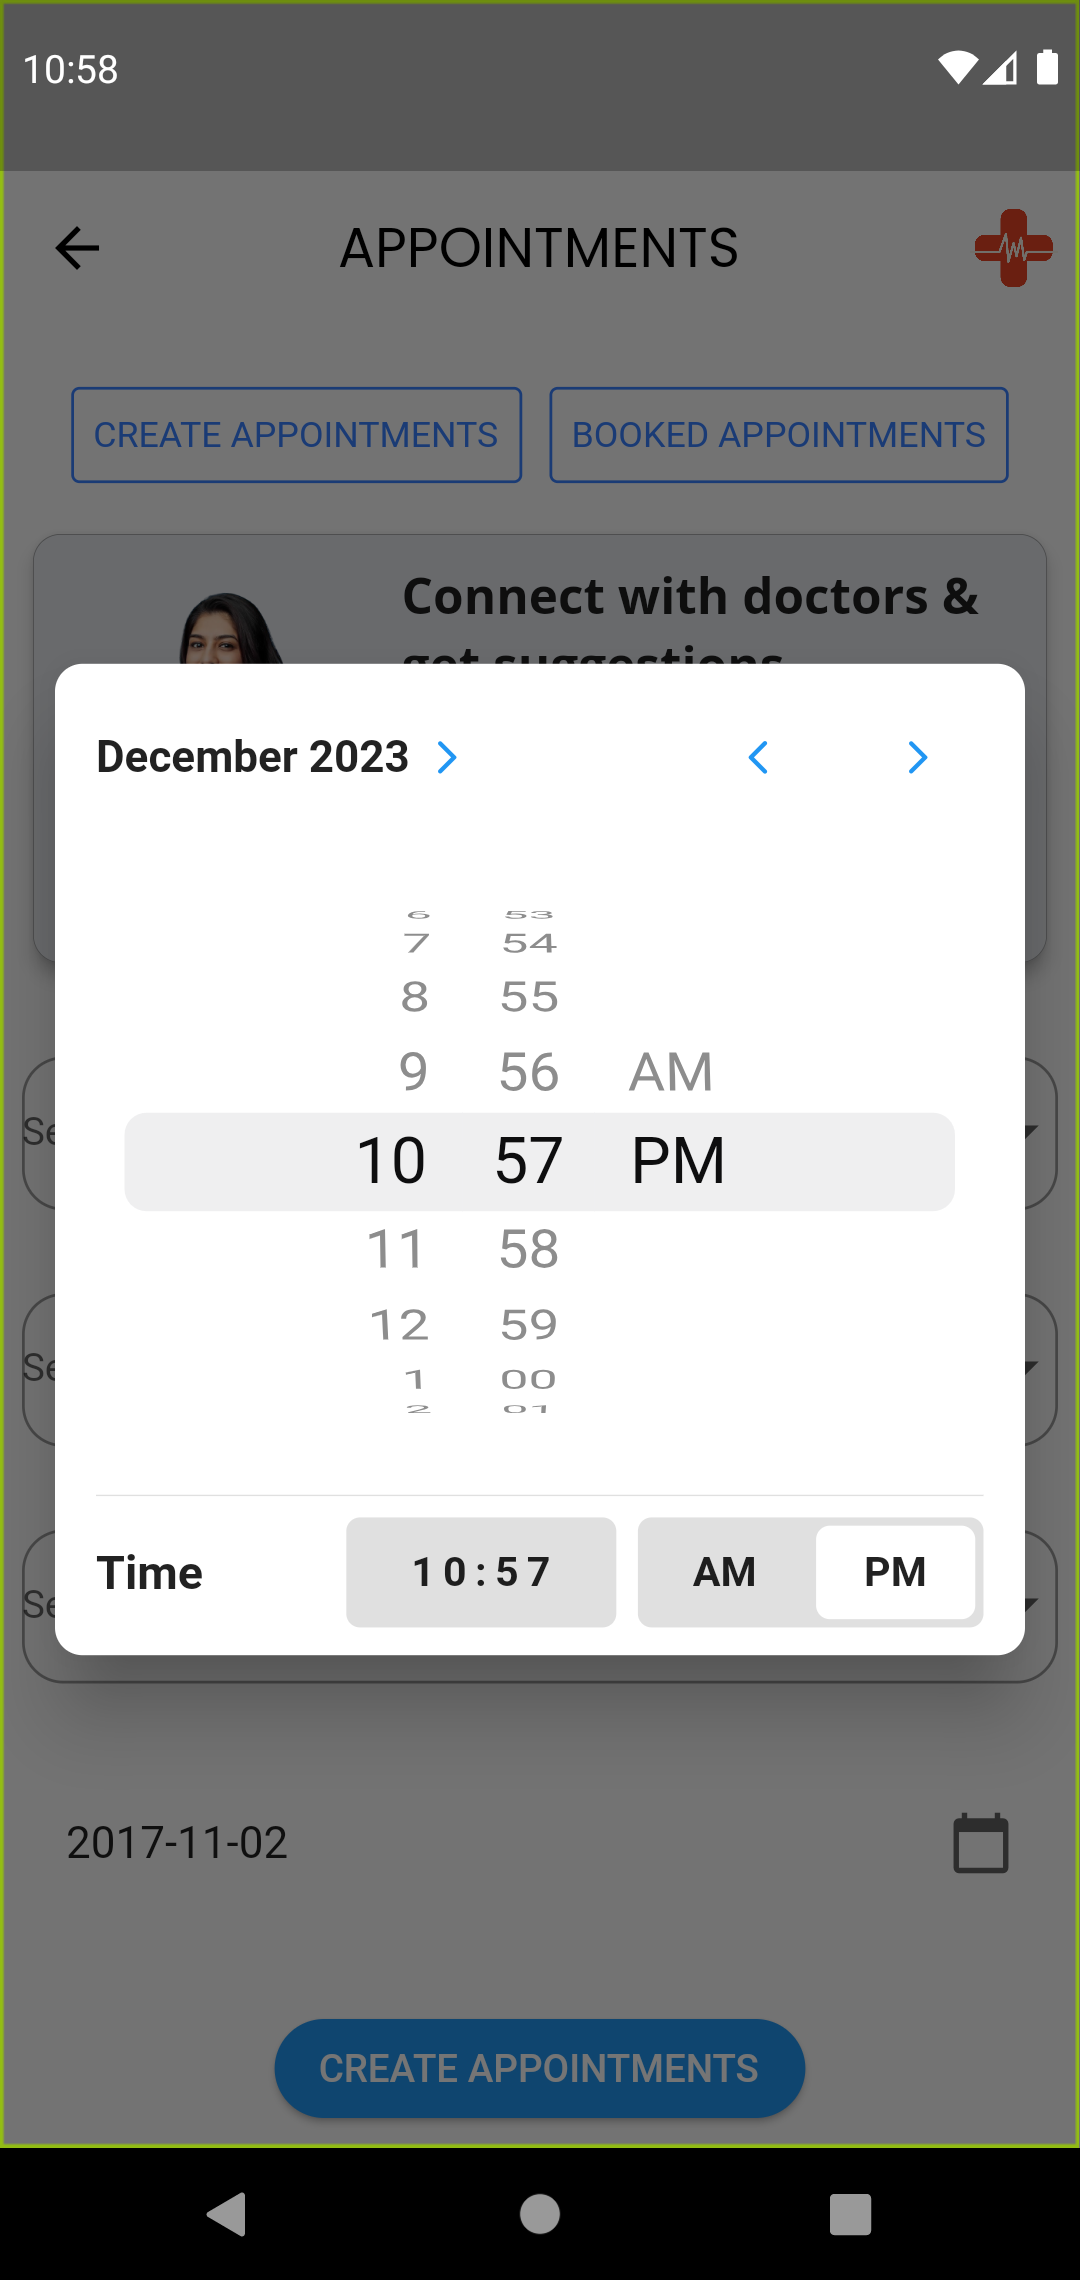 10:58
APPOINTMENTS
CREATE APPOINTMENTS BOOKED APPOINTMENTS
Connect with doctors &
get suggestions
December 2023
6 53
7 54
8 55
9 56 AM
10 57 PM
11 58
12 59
1 00
2 01
Time 10:57 AM PM
Se
Se
Se
2017-11-02
CREATE APPOINTMENTS